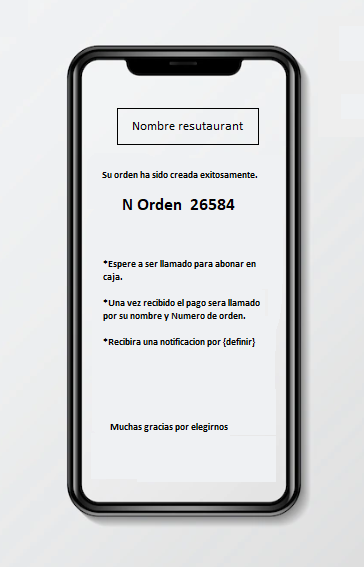 Nombre resutaurant
Su orden ha sido creada exitosamente.
N Orden 26584
*Espere a ser llamado para abonar en
caja.
*Una vez recibido el pago sera llamado
por su nombre y Numero de orden.
*Recibira una notificacion por {definir}
Muchas gracias por elegirnos